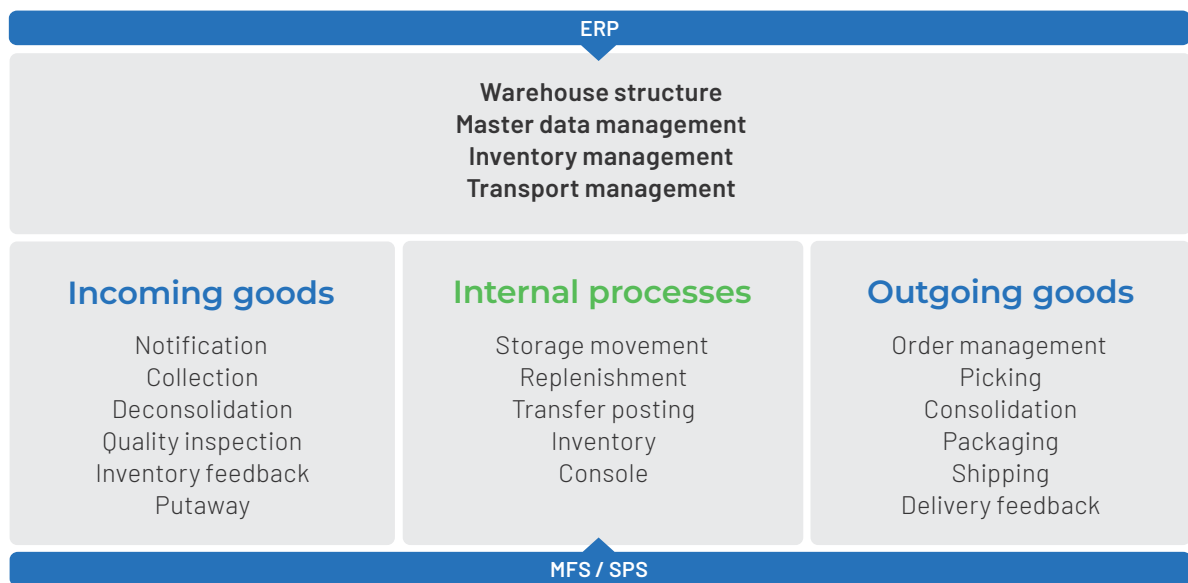 ERP
Warehouse structure
Master data management
Inventory management
Transport management
Incoming goods
Notification
Collection
Deconsolidation
Quality inspection
Inventory feedback
Putaway
Internal processes
Storage movement
Replenishment
Transfer posting
Inventory
Console
Outgoing goods
Order management
Picking
Consolidation
Packaging
Shipping
Delivery feedback
MFS / SPS